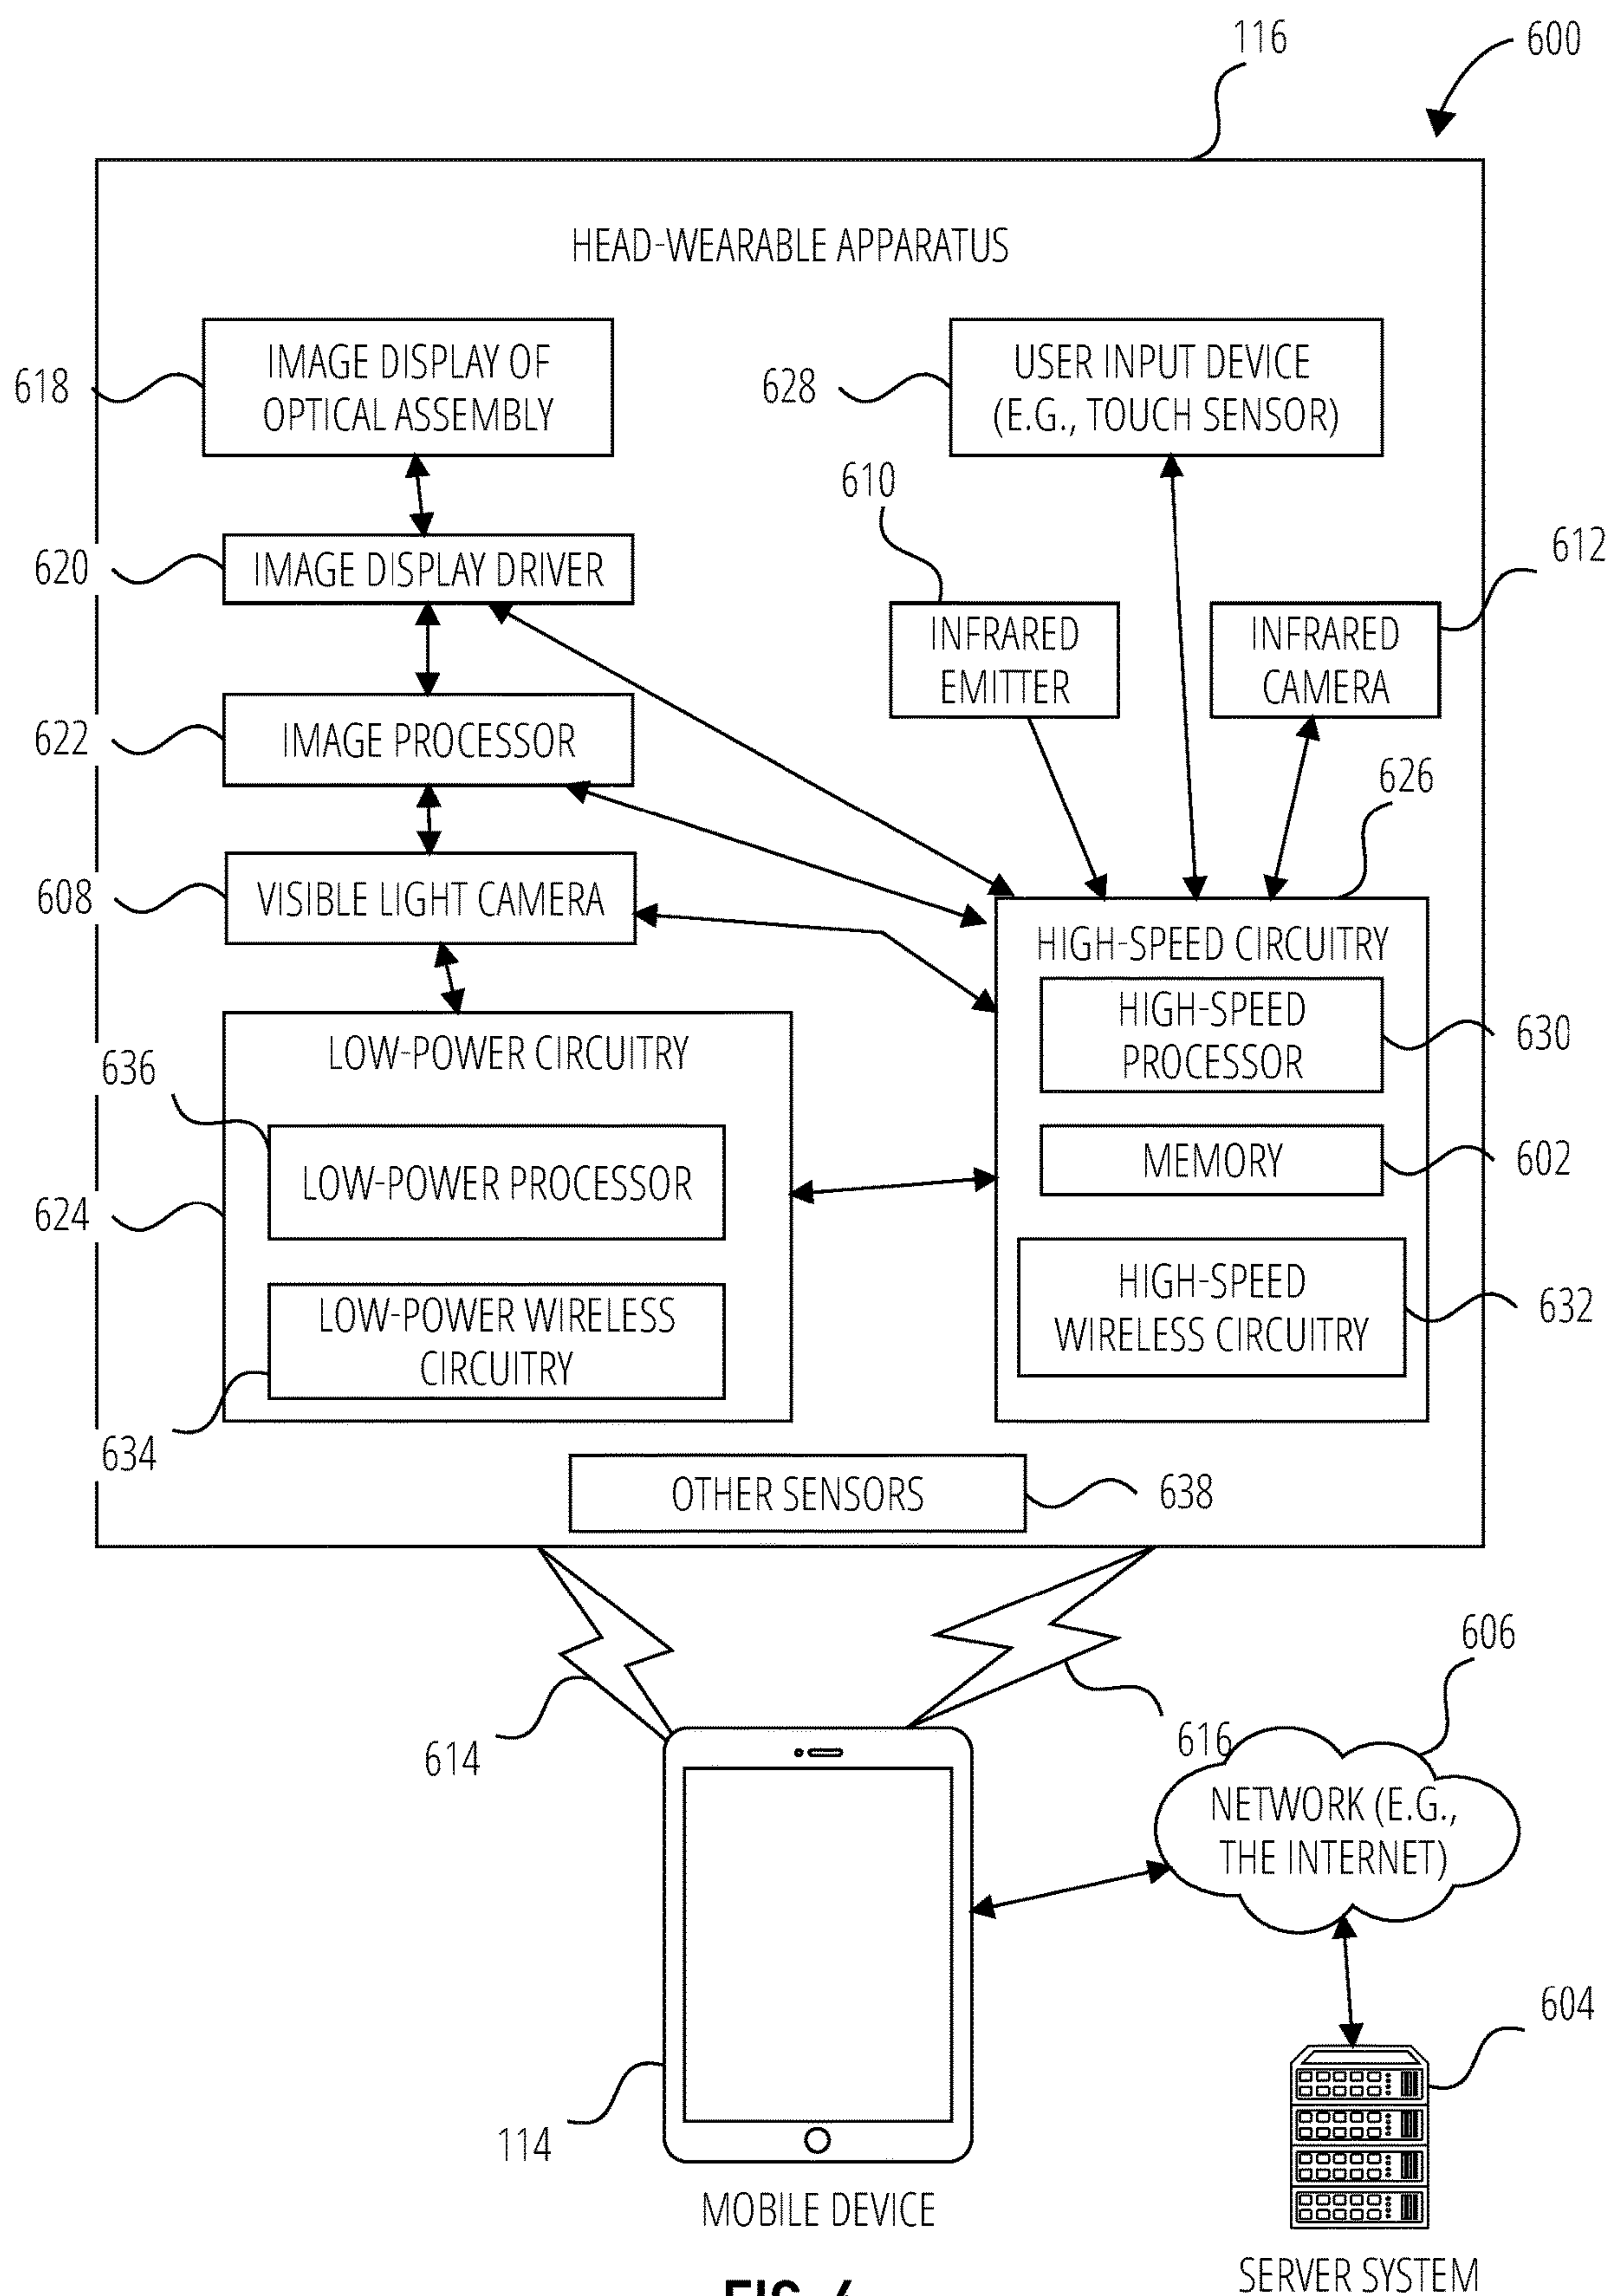 116
600
HEAD-WEARABLE APPARATUS
618
IMAGE DISPLAY OF
OPTICAL ASSEMBLY
628
USER INPUT DEVICE
(E.G., TOUCH SENSOR)
610
612
620
IMAGE DISPLAY DRIVER
INFRARED
EMITTER
INFRARED
CAMERA
622
IMAGE PROCESSOR
626
608
VISIBLE LIGHT CAMERA
HIGH-SPEED CIRCUITRY
HIGH-SPEED
PROCESSOR
630
LOW-POWER CIRCUITRY
636
LOW-POWER PROCESSOR
MEMORY
602
624
HIGH-SPEED
WIRELESS CIRCUITRY
632
LOW-POWER WIRELESS
CIRCUITRY
634
OTHER SENSORS
638
606
614
616
NETWORK (E.G.,
THE INTERNET)
604
114
MOBILE DEVICE
SERVER SYSTEM